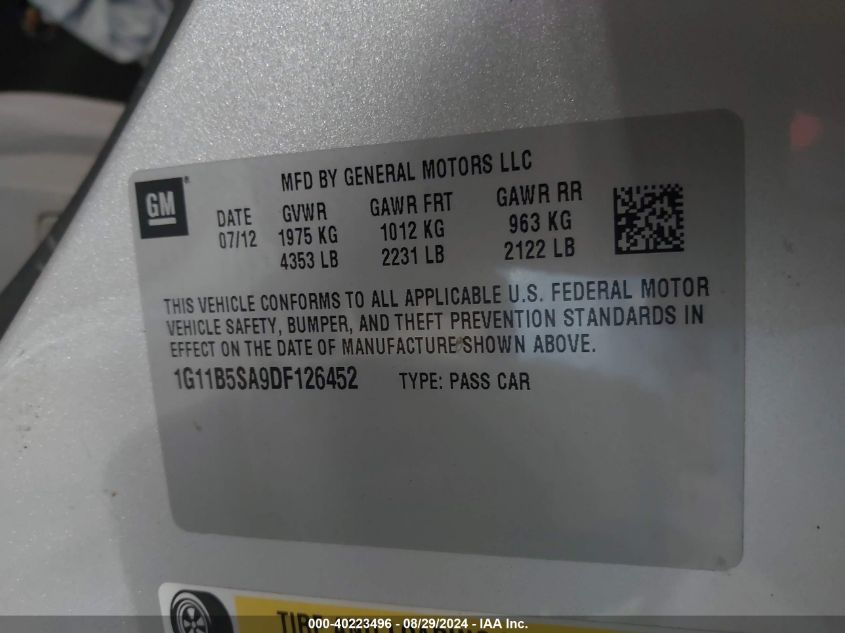 MFD BY GENERAL MOTORS LLC
GM®
DATE GVWR GAWR FRT GAWR RR
07/12 1975 KG 1012 KG 963 KG
4353 LB 2231 LB 2122 LB
THIS VEHICLE CONFORMS TO ALL APPLICABLE U.S. FEDERAL MOTOR
VEHICLE SAFETY, BUMPER, AND THEFT PREVENTION STANDARDS IN
EFFECT ON THE DATE OF MANUFACTURE SHOWN ABOVE.
1G11B5SA9DF126452 TYPE: PASS CAR
TIRE AND LOADING
000-40223496 - 08/29/2024 - IAA Inc.